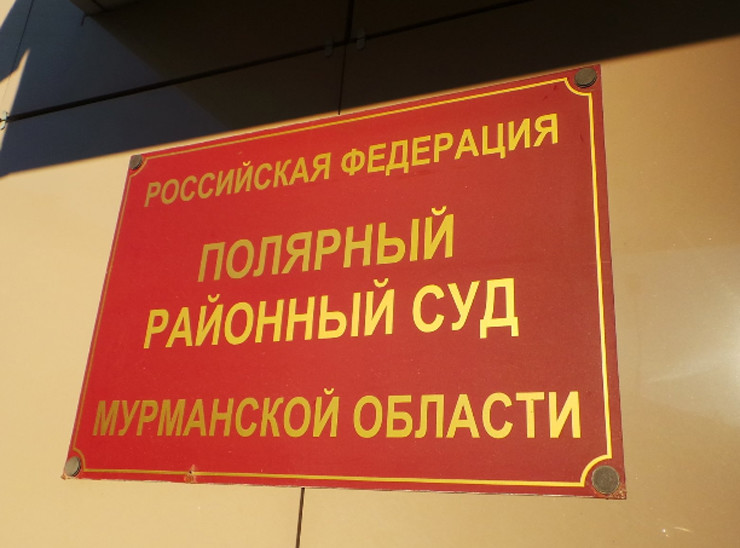 РОССИЙСКАЯ ФЕДЕРАЦИЯ
ПОЛЯРНЫЙ
РАЙОННЫЙ СУД
МУРМАНСКОЙ ОБЛАСТИ